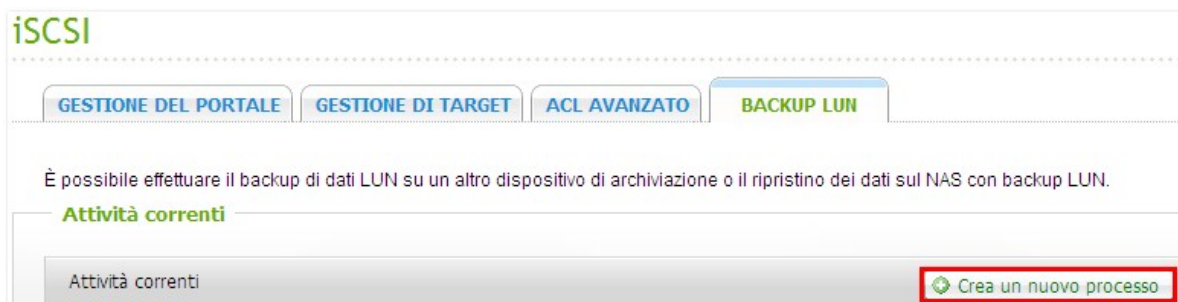 iSCSI
GESTIONE DEL PORTALE GESTIONE DI TARGET ACL AVANZATO BACKUP LUN
È possibile effettuare il backup di dati LUN su un altro dispositivo di archiviazione o il ripristino dei dati sul NAS con backup LUN.
Attività correnti
Attività correnti Crea un nuovo processo